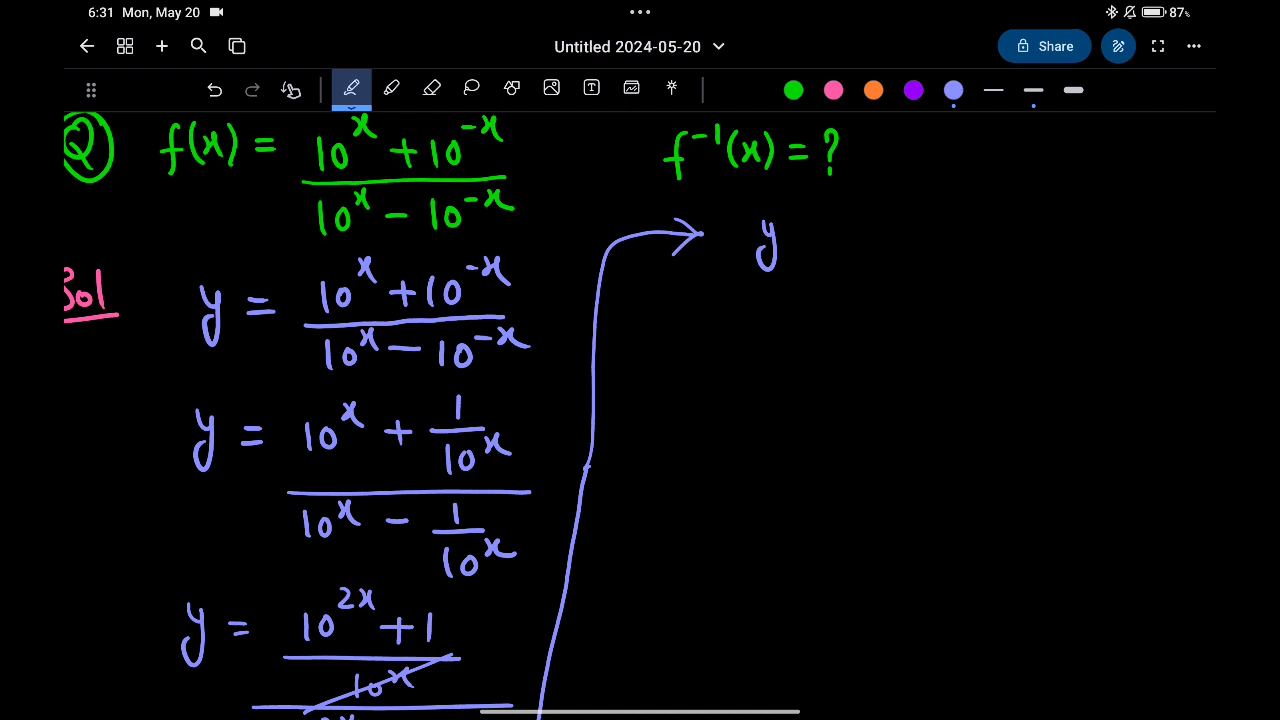 6:31 Mon, May 20
87%
Untitled 2024-05-20
Share
Q f(x) = 10^x + 10^-x / 10^x - 10^-x
f^-1(x) = ?
Sol y = 10^x + 10^-x / 10^x - 10^-x
y
y = 10^x + 1/10^x / 10^x - 1/10^x
y = 10^2x + 1 / 10^x